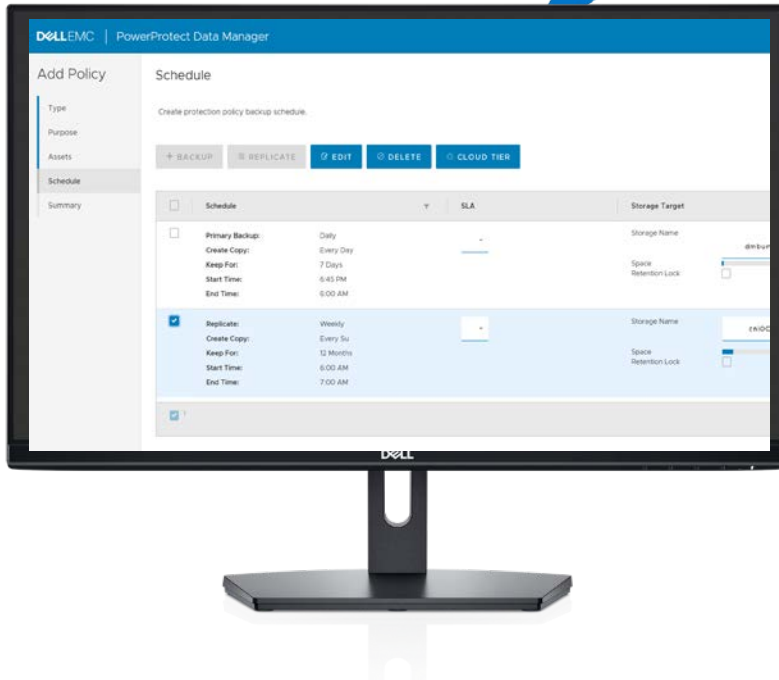 DELLEMC | PowerProtect Data Manager
Add Policy
Type
Purpose
Assets
Schedule
Summary
Schedule
Create protection policy backup schedule.
+ BACKUP REPLICATE EDIT DELETE CLOUD TIER
Schedule SLA Storage Target
Primary Backup: Daily Storage Name
Create Copy: Every Day
Keep For: 7 Days Space
Start Time: 6:45 PM Retention Lock
End Time: 6:00 AM
Replicate: Weekly Storage Name
Create Copy: Every Su
Keep For: 12 Months Space
Start Time: 6:00 AM Retention Lock
End Time: 7:00 AM
1
DELL